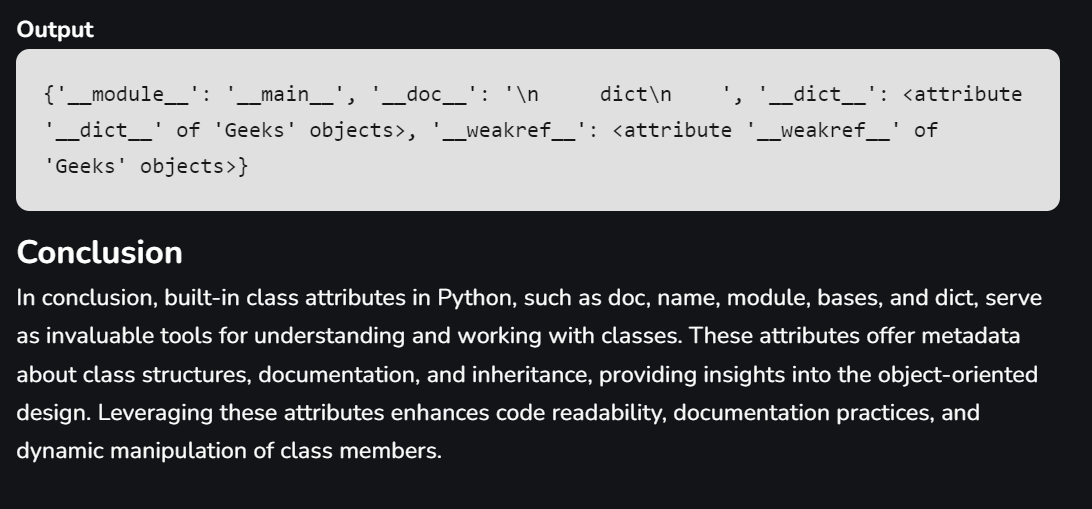 Output
{'__module__': '__main__', '__doc__': '\n     dict\n    ', '__dict__': <attribute
'__dict__' of 'Geeks' objects>, '__weakref__': <attribute '__weakref__' of
'Geeks' objects>}
Conclusion
In conclusion, built-in class attributes in Python, such as doc, name, module, bases, and dict, serve
as invaluable tools for understanding and working with classes. These attributes offer metadata
about class structures, documentation, and inheritance, providing insights into the object-oriented
design. Leveraging these attributes enhances code readability, documentation practices, and
dynamic manipulation of class members.